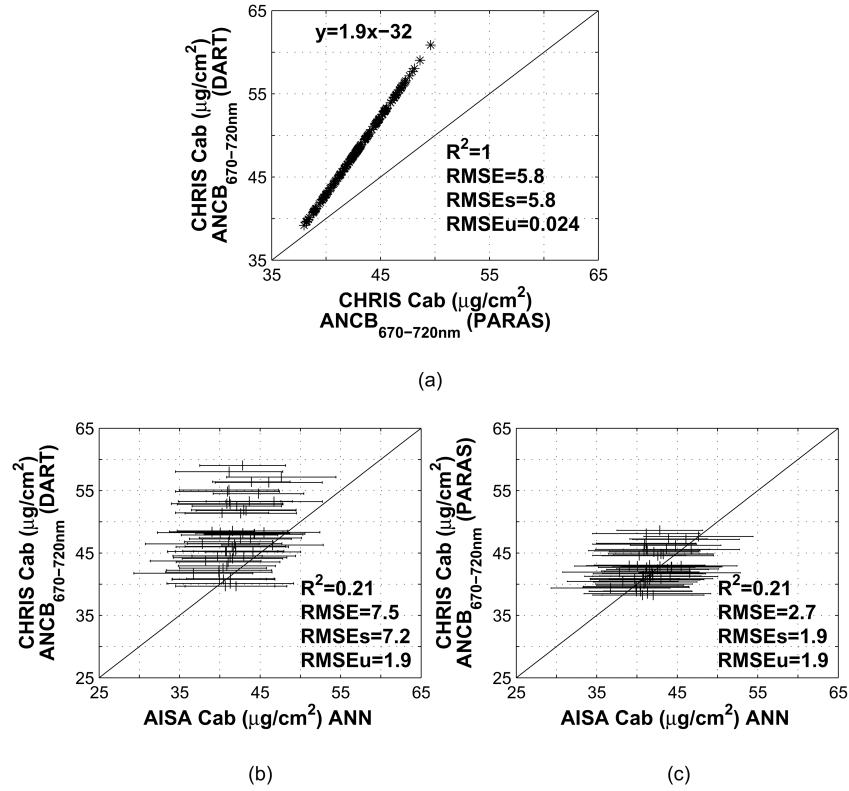 (a)
65
55
45
35
CHRIS Cab (μg/cm²)
ANCB₆₇₀₋₇₂₀ₙₘ (DART)
y=1.9x−32
R²=1
RMSE=5.8
RMSEs=5.8
RMSEu=0.024
35 45 55 65
CHRIS Cab (μg/cm²)
ANCB₆₇₀₋₇₂₀ₙₘ (PARAS)
(a)
65
55
45
35
25
CHRIS Cab (μg/cm²)
ANCB₆₇₀₋₇₂₀ₙₘ (DART)
R²=0.21
RMSE=7.5
RMSEs=7.2
RMSEu=1.9
25 35 45 55 65
AISA Cab (μg/cm²) ANN
(b)
65
55
45
35
25
CHRIS Cab (μg/cm²)
ANCB₆₇₀₋₇₂₀ₙₘ (PARAS)
R²=0.21
RMSE=2.7
RMSEs=1.9
RMSEu=1.9
25 35 45 55 65
AISA Cab (μg/cm²) ANN
(c)